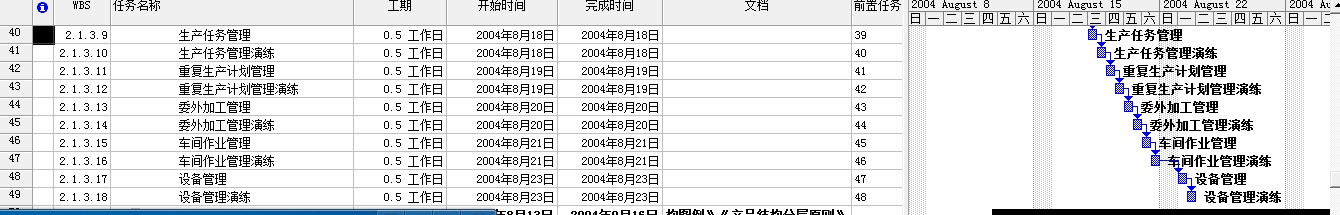 WBS 任务名称 工期 开始时间 完成时间 文档 前置任务 2004 August 8 2004 August 15 2004 August 22 2004 Au
日 一 二 三 四 五 六 日 一 二 三 四 五 六 日 一 二 三 四 五 六 日 一 二
40 2.1.3.9 生产任务管理 0.5 工作日 2004年8月18日 2004年8月18日 39 生产任务管理
41 2.1.3.10 生产任务管理演练 0.5 工作日 2004年8月18日 2004年8月18日 40 生产任务管理演练
42 2.1.3.11 重复生产计划管理 0.5 工作日 2004年8月19日 2004年8月19日 41 重复生产计划管理
43 2.1.3.12 重复生产计划管理演练 0.5 工作日 2004年8月19日 2004年8月19日 42 重复生产计划管理演练
44 2.1.3.13 委外加工管理 0.5 工作日 2004年8月20日 2004年8月20日 43 委外加工管理
45 2.1.3.14 委外加工管理演练 0.5 工作日 2004年8月20日 2004年8月20日 44 委外加工管理演练
46 2.1.3.15 车间作业管理 0.5 工作日 2004年8月21日 2004年8月21日 45 车间作业管理
47 2.1.3.16 车间作业管理演练 0.5 工作日 2004年8月21日 2004年8月21日 46 车间作业管理演练
48 2.1.3.17 设备管理 0.5 工作日 2004年8月23日 2004年8月23日 47 设备管理
49 2.1.3.18 设备管理演练 0.5 工作日 2004年8月23日 2004年8月23日 48 设备管理演练